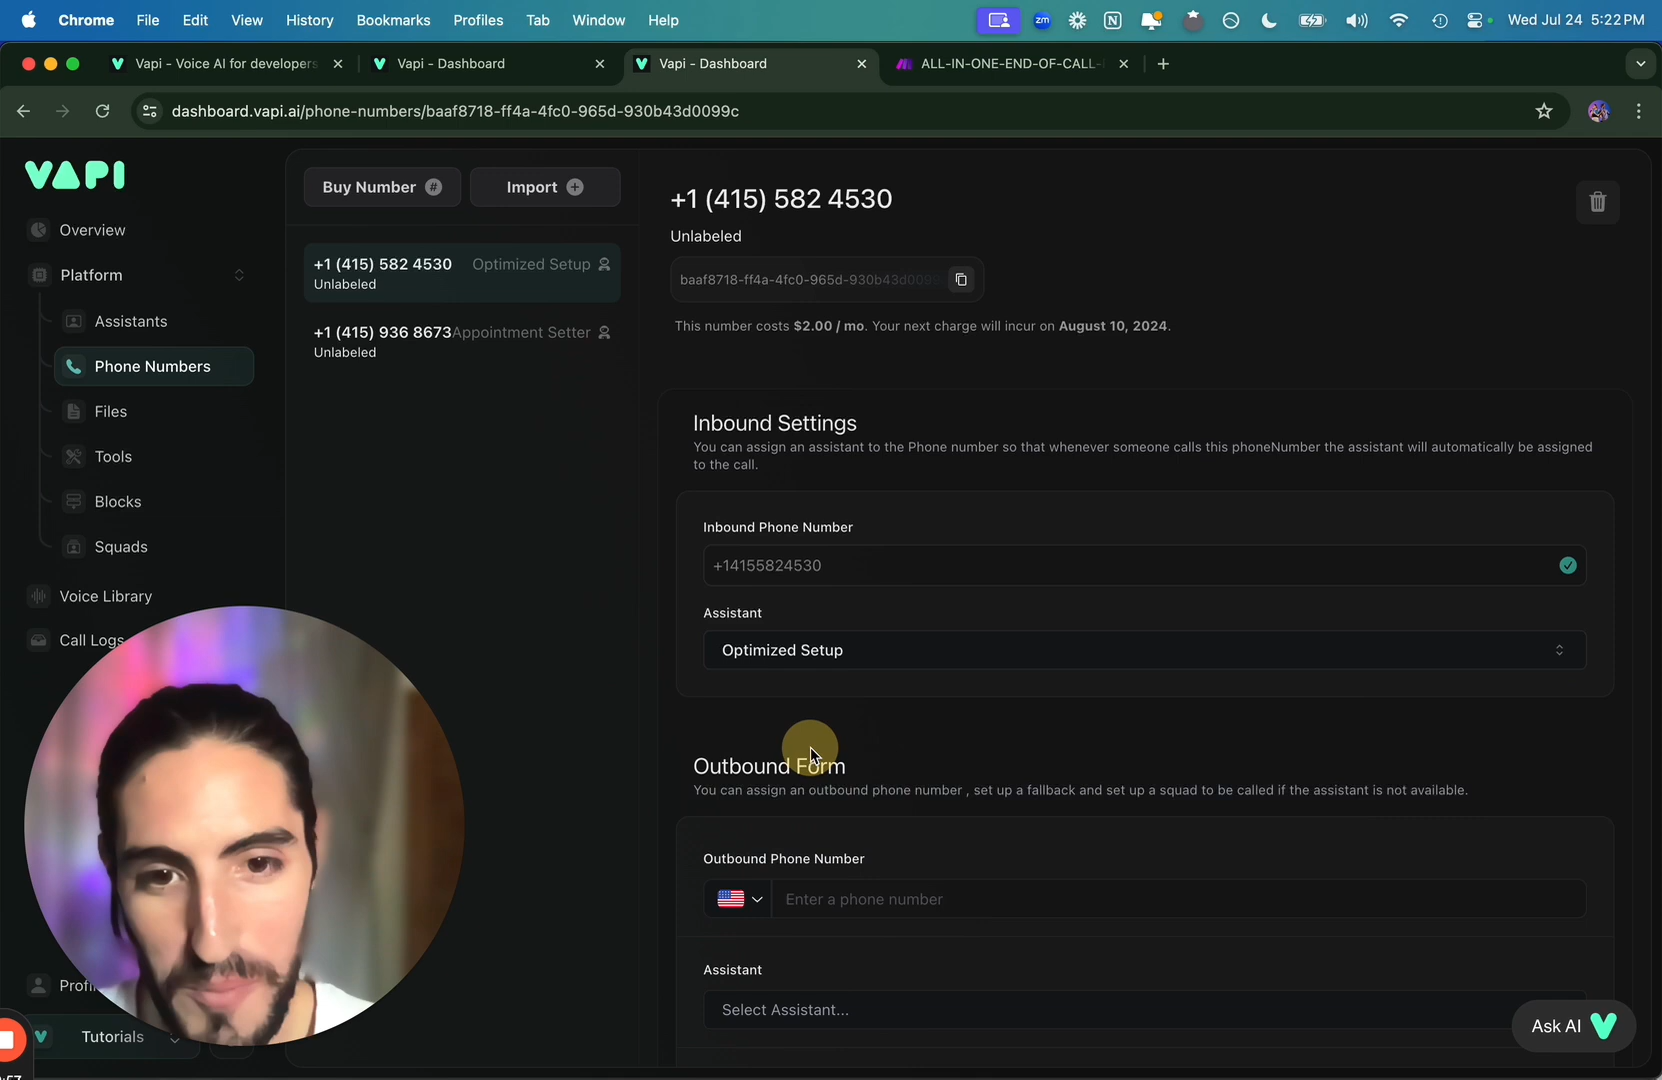 Chrome File Edit View History Bookmarks Profiles Tab Window Help
zm
Wed Jul 24 5:22 PM
Vapi - Voice AI for developers
Vapi - Dashboard
Vapi - Dashboard
ALL-IN-ONE-END-OF-CALL-
dashboard.vapi.ai/phone-numbers/baaf8718-ff4a-4fc0-965d-930b43d0099c
VAPI
Overview
Platform
Assistants
Phone Numbers
Files
Tools
Blocks
Squads
Voice Library
Call Logs
Tutorials
Buy Number #
Import +
+1 (415) 582 4530 Optimized Setup
Unlabeled
+1 (415) 936 8673 Appointment Setter
Unlabeled
+1 (415) 582 4530
Unlabeled
baaf8718-ff4a-4fc0-965d-930b43d009
This number costs $2.00 / mo. Your next charge will incur on August 10, 2024.
Inbound Settings
You can assign an assistant to the Phone number so that whenever someone calls this phoneNumber the assistant will automatically be assigned
to the call.
Inbound Phone Number
+14155824530
Assistant
Optimized Setup
Outbound Form
You can assign an outbound phone number , set up a fallback and set up a squad to be called if the assistant is not available.
Outbound Phone Number
Enter a phone number
Assistant
Select Assistant...
Ask AI